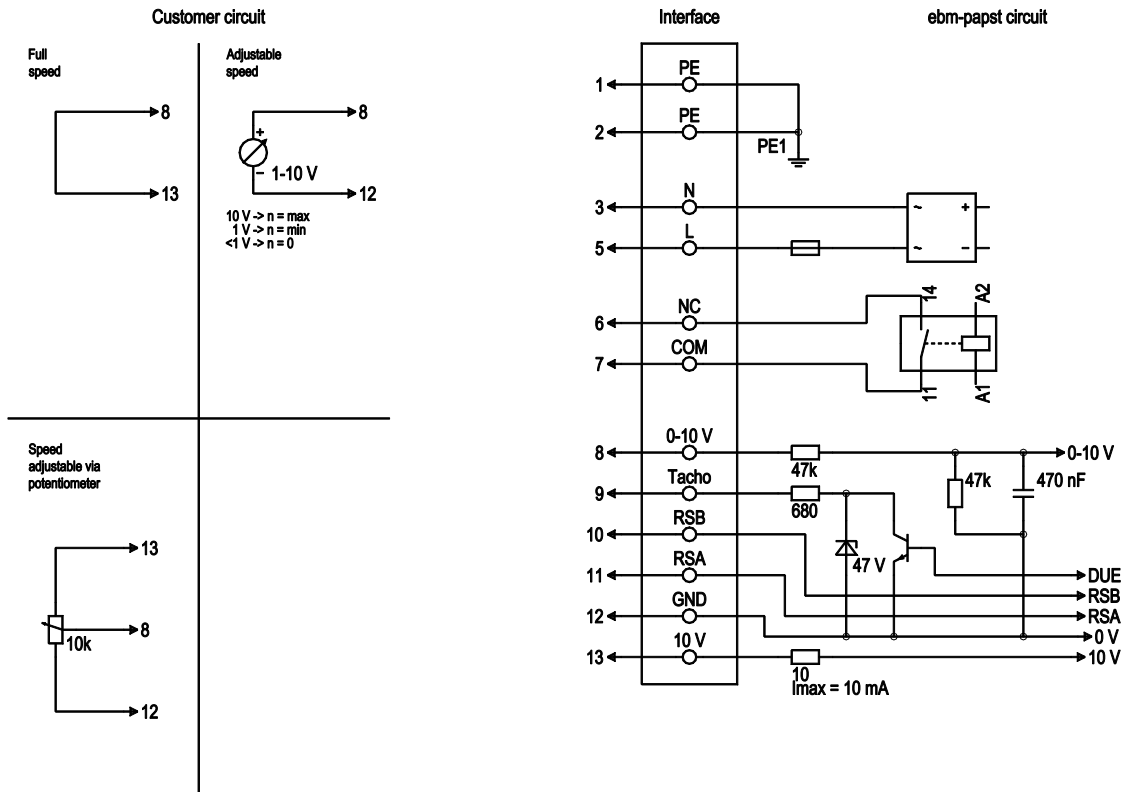 Customer circuit
Interface
ebm-papst circuit
Full
speed
8
13
Adjustable
speed
8
+
1-10 V
–
12
10 V -> n = max
1 V -> n = min
<1 V -> n = 0
Speed
adjustable via
potentiometer
13
8
10k
12
1
PE
2
PE
PE1
3
N
~
+
5
L
~
–
14
A2
6
NC
7
COM
11
A1
8
0-10 V
47k
0-10 V
47k
470 nF
9
Tacho
680
10
RSB
47 V
11
RSA
DUE
RSB
12
GND
RSA
0 V
13
10 V
10 V
10
Imax = 10 mA